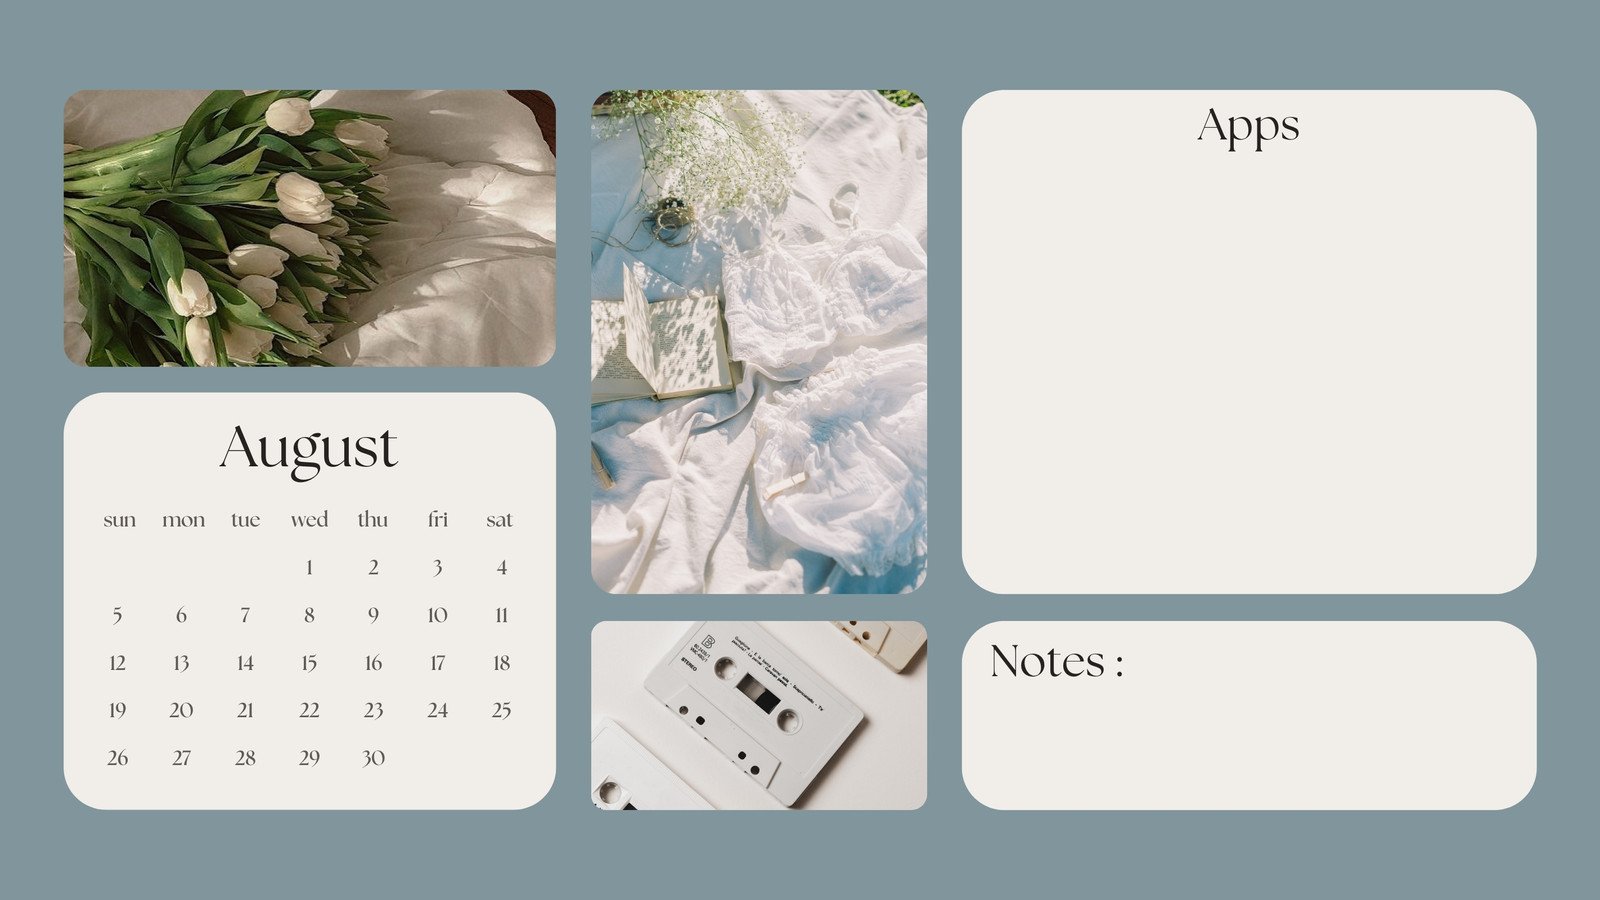 August
sun mon tue wed thu fri sat
1 2 3 4
5 6 7 8 9 10 11
12 13 14 15 16 17 18
19 20 21 22 23 24 25
26 27 28 29 30
STEREO
Apps
Notes :